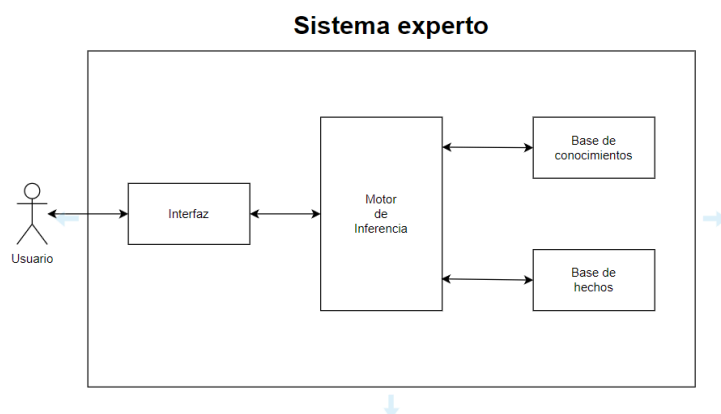 Sistema experto
Usuario
Interfaz
Motor
de
Inferencia
Base de
conocimientos
Base de
hechos